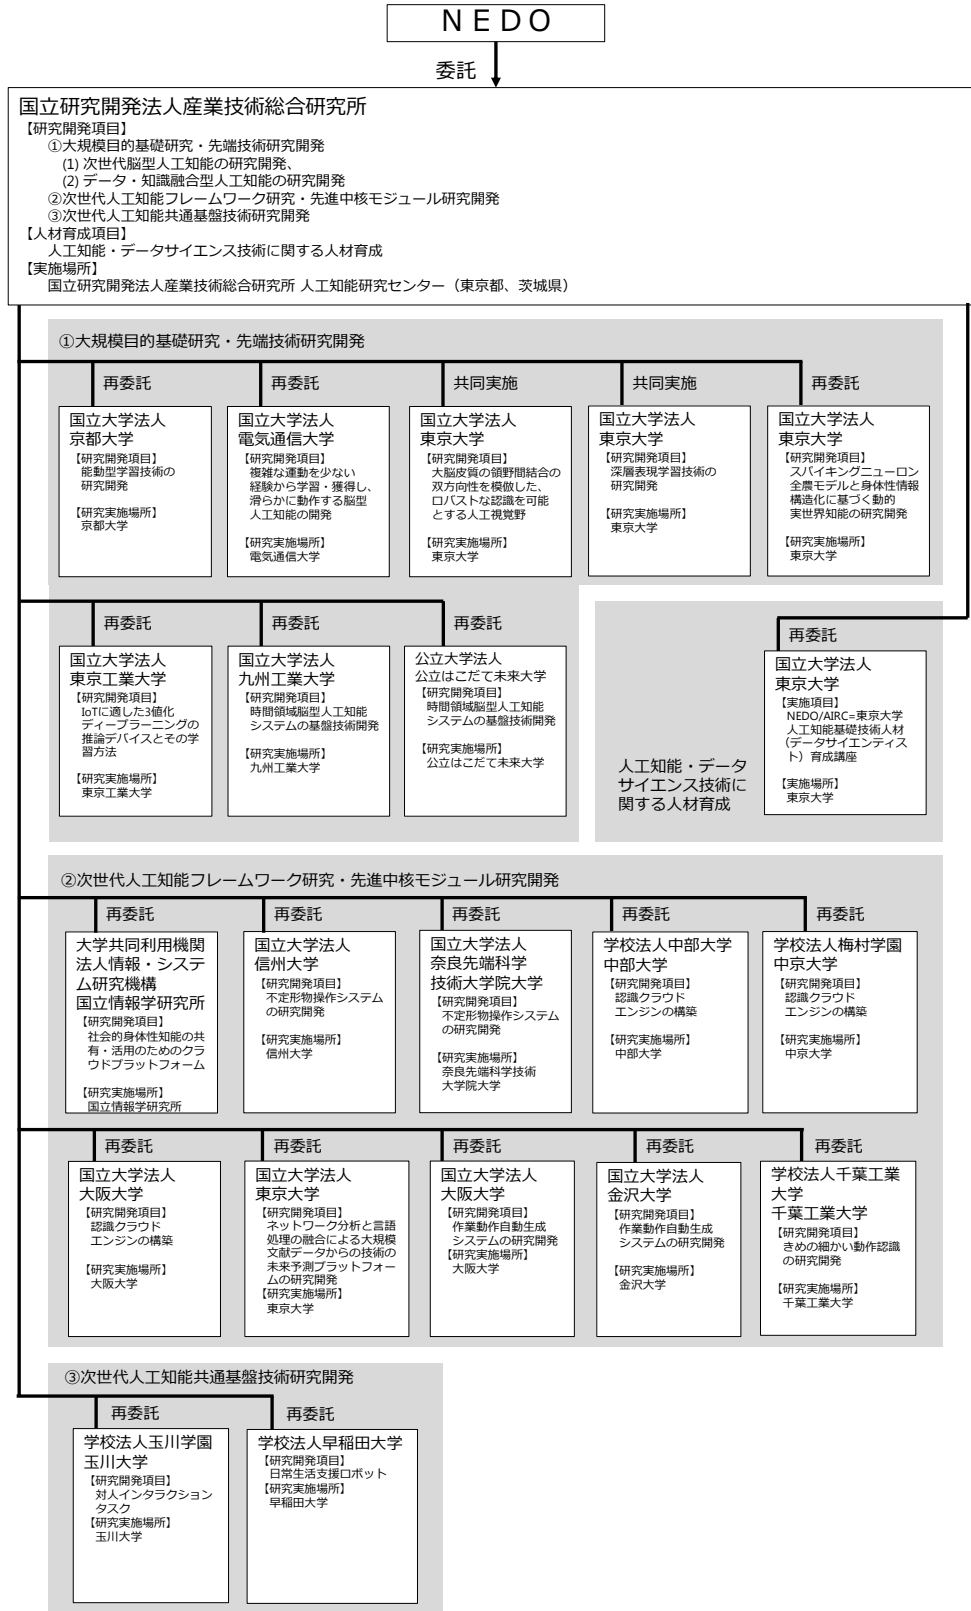 ＮＥＤＯ
委託
国立研究開発法人産業技術総合研究所
【研究開発項目】
①大規模目的基礎研究・先端技術研究開発
(1) 次世代脳型人工知能の研究開発、
(2) データ・知識融合型人工知能の研究開発
②次世代人工知能フレームワーク研究・先進中核モジュール研究開発
③次世代人工知能共通基盤技術研究開発
【人材育成項目】
人工知能・データサイエンス技術に関する人材育成
【実施場所】
国立研究開発法人産業技術総合研究所 人工知能研究センター（東京都、茨城県）
①大規模目的基礎研究・先端技術研究開発
再委託
国立大学法人
京都大学
【研究開発項目】
能動型学習技術の
研究開発
【研究実施場所】
京都大学
再委託
国立大学法人
電気通信大学
【研究開発項目】
複雑な運動を少ない
経験から学習・獲得し、
滑らかに動作する脳型
人工知能の開発
【研究実施場所】
電気通信大学
共同実施
国立大学法人
東京大学
【研究開発項目】
大脳皮質の領野間結合の
双方向性を模倣した、
ロバストな認識を可能
とする人工視覚野
【研究実施場所】
東京大学
共同実施
国立大学法人
東京大学
【研究開発項目】
深層表現学習技術の
研究開発
【研究実施場所】
東京大学
再委託
国立大学法人
東京大学
【研究開発項目】
スパイキングニューロン
全農モデルと身体性情報
構造化に基づく動的
実世界知能の研究開発
【研究実施場所】
東京大学
再委託
国立大学法人
東京工業大学
【研究開発項目】
IoTに適した3値化
ディープラーニングの
推論デバイスとその学
習方法
【研究実施場所】
東京工業大学
再委託
国立大学法人
九州工業大学
【研究開発項目】
時間領域脳型人工知能
システムの基盤技術開発
【研究実施場所】
九州工業大学
再委託
公立大学法人
公立はこだて未来大学
【研究開発項目】
時間領域脳型人工知能
システムの基盤技術開発
【研究実施場所】
公立はこだて未来大学
人工知能・データ
サイエンス技術に
関する人材育成
再委託
国立大学法人
東京大学
【実施項目】
NEDO/AIRC=東京大学
人工知能基礎技術人材
（データサイエンティス
ト）育成講座
【実施場所】
東京大学
②次世代人工知能フレームワーク研究・先進中核モジュール研究開発
再委託
大学共同利用機関
法人情報・システ
ム研究機構
国立情報学研究所
【研究開発項目】
社会的身体性知能の共
有・活用のためのクラ
ウドプラットフォーム
【研究実施場所】
国立情報学研究所
再委託
国立大学法人
信州大学
【研究開発項目】
不定形物操作システム
の研究開発
【研究実施場所】
信州大学
再委託
国立大学法人
奈良先端科学
技術大学院大学
【研究開発項目】
不定形物操作システム
の研究開発
【研究実施場所】
奈良先端科学技術
大学院大学
再委託
学校法人中部大学
中部大学
【研究開発項目】
認識クラウド
エンジンの構築
【研究実施場所】
中部大学
再委託
学校法人梅村学園
中京大学
【研究開発項目】
認識クラウド
エンジンの構築
【研究実施場所】
中京大学
再委託
国立大学法人
大阪大学
【研究開発項目】
認識クラウド
エンジンの構築
【研究実施場所】
大阪大学
再委託
国立大学法人
東京大学
【研究開発項目】
ネットワーク分析と言語
処理の融合による大規模
文献データからの技術の
未来予測プラットフォー
ムの研究開発
【研究実施場所】
東京大学
再委託
国立大学法人
大阪大学
【研究開発項目】
作業動作自動生成
システムの研究開発
【研究実施場所】
大阪大学
再委託
国立大学法人
金沢大学
【研究開発項目】
作業動作自動生成
システムの研究開発
【研究実施場所】
金沢大学
再委託
学校法人千葉工業
大学
千葉工業大学
【研究開発項目】
きめの細かい動作認識
の研究開発
【研究実施場所】
千葉工業大学
③次世代人工知能共通基盤技術研究開発
再委託
学校法人玉川学園
玉川大学
【研究開発項目】
対人インタラクション
タスク
【研究実施場所】
玉川大学
再委託
学校法人早稲田大学
【研究開発項目】
日常生活支援ロボット
【研究実施場所】
早稲田大学